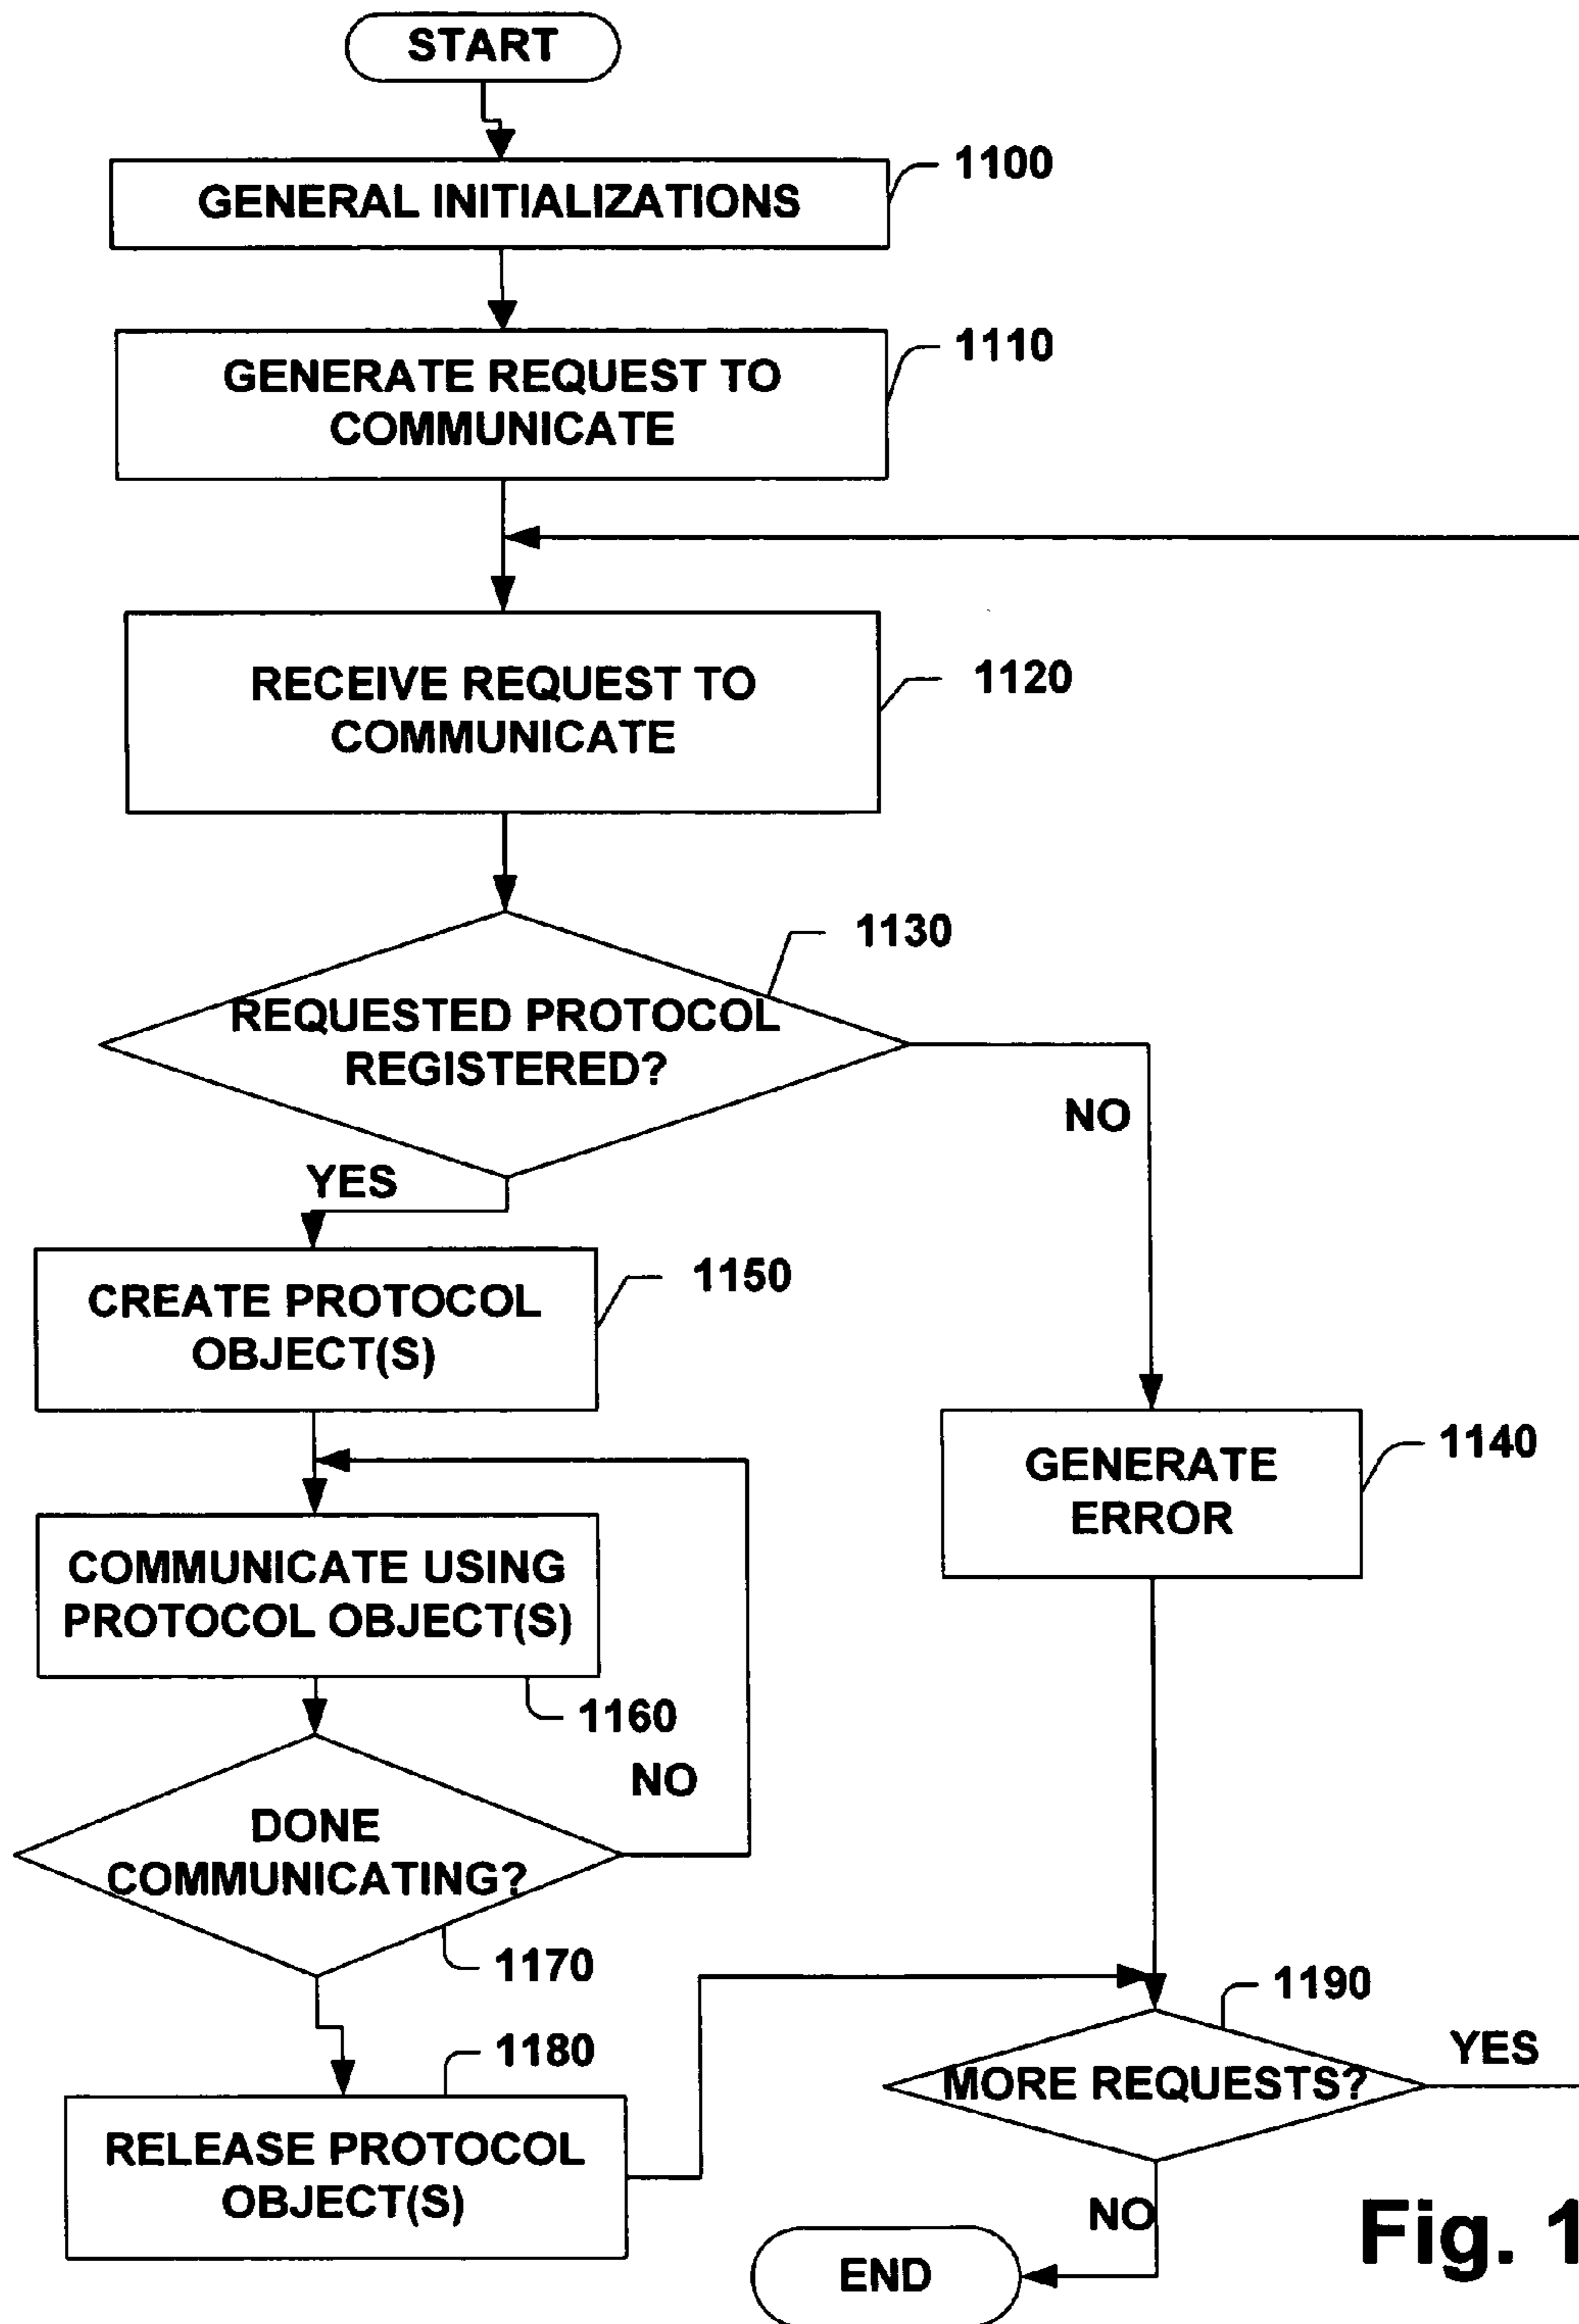 START
GENERAL INITIALIZATIONS
1100
GENERATE REQUEST TO
COMMUNICATE
1110
RECEIVE REQUEST TO
COMMUNICATE
1120
REQUESTED PROTOCOL
REGISTERED?
1130
NO
YES
CREATE PROTOCOL
OBJECT(S)
1150
GENERATE
ERROR
1140
COMMUNICATE USING
PROTOCOL OBJECT(S)
1160
NO
DONE
COMMUNICATING?
1170
1190
MORE REQUESTS?
YES
1180
RELEASE PROTOCOL
OBJECT(S)
NO
END
Fig. 1